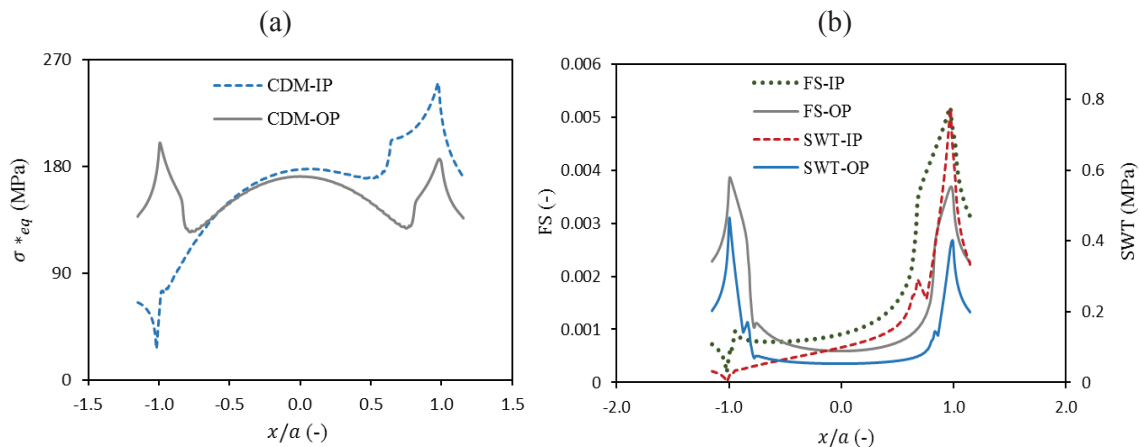 (a)
270
180
90
0
σ *eq (MPa)
CDM-IP
CDM-OP
-1.5 -1.0 -0.5 0.0 0.5 1.0 1.5
x/a (-)
(b)
0.006
0.005
0.004
0.003
0.002
0.001
0
FS (-)
FS-IP
FS-OP
SWT-IP
SWT-OP
0.8
0.6
0.4
0.2
0
SWT (MPa)
-2.0 -1.0 0.0 1.0 2.0
x/a (-)